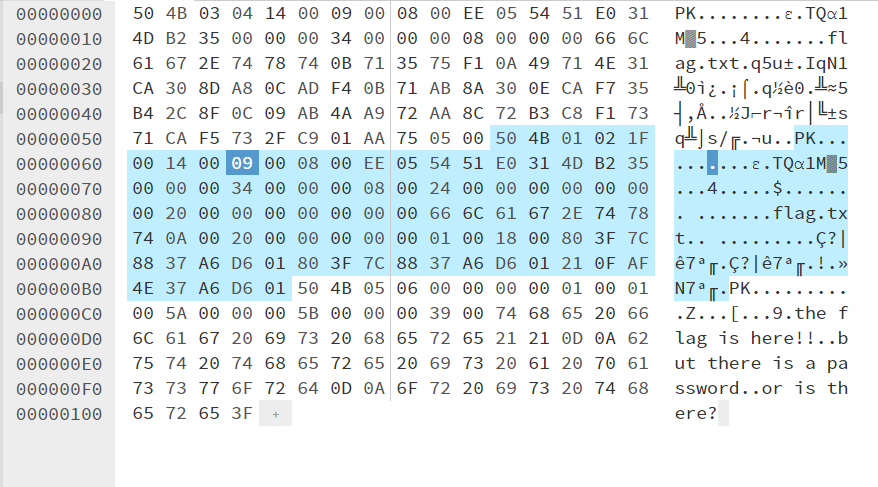 00000000 50 4B 03 04 14 00 09 00 08 00 EE 05 54 51 E0 31 PK........ε.TQα1
00000010 4D B2 35 00 00 00 34 00 00 00 08 00 00 00 66 6C M▓5...4.......fl
00000020 61 67 2E 74 78 74 0B 71 35 75 F1 0A 49 71 4E 31 ag.txt.q5u±.IqN1
00000030 CA 30 8D A8 0C AD F4 0B 71 AB 8A 30 0E CA F7 35 ╩0ì¿.¡⌠.q½è0.╩≈5
00000040 B4 2C 8F 0C 09 AB 4A A9 72 AA 8C 72 B3 C8 F1 73 ┤,Å..½J⌐r¬îr│╚±s
00000050 71 CA F5 73 2F C9 01 AA 75 05 00 50 4B 01 02 1F q╩⌡s/╔.¬u..PK...
00000060 00 14 00 09 00 08 00 EE 05 54 51 E0 31 4D B2 35 .......ε.TQα1M▓5
00000070 00 00 00 34 00 00 00 08 00 24 00 00 00 00 00 00 ...4.....$......
00000080 00 20 00 00 00 00 00 00 00 66 6C 61 67 2E 74 78 . .......flag.tx
00000090 74 0A 00 20 00 00 00 00 00 01 00 18 00 80 3F 7C t.. .........Ç?|
000000A0 88 37 A6 D6 01 80 3F 7C 88 37 A6 D6 01 21 0F AF ê7ª╓.Ç?|ê7ª╓.!.»
000000B0 4E 37 A6 D6 01 50 4B 05 06 00 00 00 00 01 00 01 N7ª╓.PK.........
000000C0 00 5A 00 00 00 5B 00 00 00 39 00 74 68 65 20 66 .Z...[...9.the f
000000D0 6C 61 67 20 69 73 20 68 65 72 65 21 21 0D 0A 62 lag is here!!..b
000000E0 75 74 20 74 68 65 72 65 20 69 73 20 61 20 70 61 ut there is a pa
000000F0 73 73 77 6F 72 64 0D 0A 6F 72 20 69 73 20 74 68 ssword..or is th
00000100 65 72 65 3F + ere?